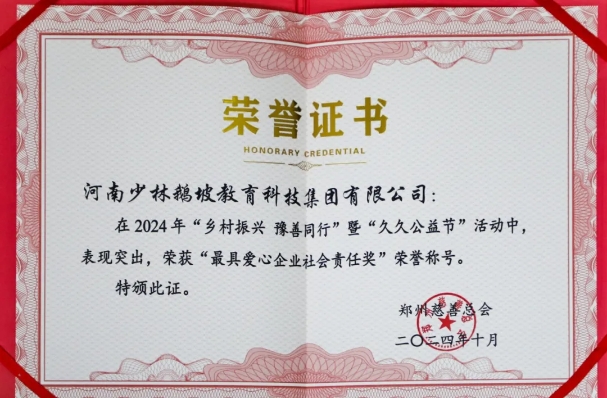 荣誉证书
HONORARY CREDENTIAL
河南少林鹅坡教育科技集团有限公司：
在2024年“乡村振兴 豫善同行”暨“久久公益节”活动中，
表现突出，荣获“最具爱心企业社会责任奖”荣誉称号。
特颁此证。
郑州慈善总会
二〇二四年十月